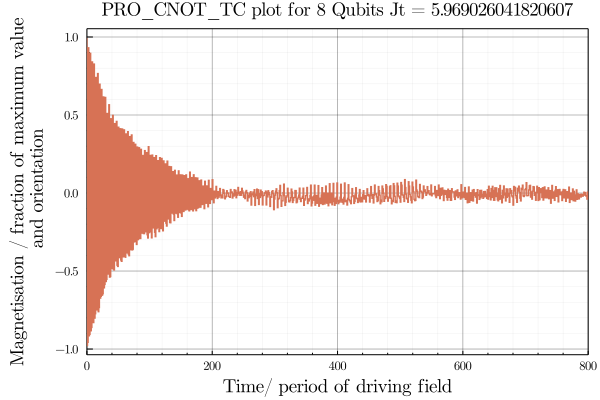 PRO_CNOT_TC plot for 8 Qubits Jt = 5.969026041820607
Magnetisation / fraction of maximum value
and orientation
1.0
0.5
0.0
−0.5
−1.0
0 200 400 600 800
Time/ period of driving field